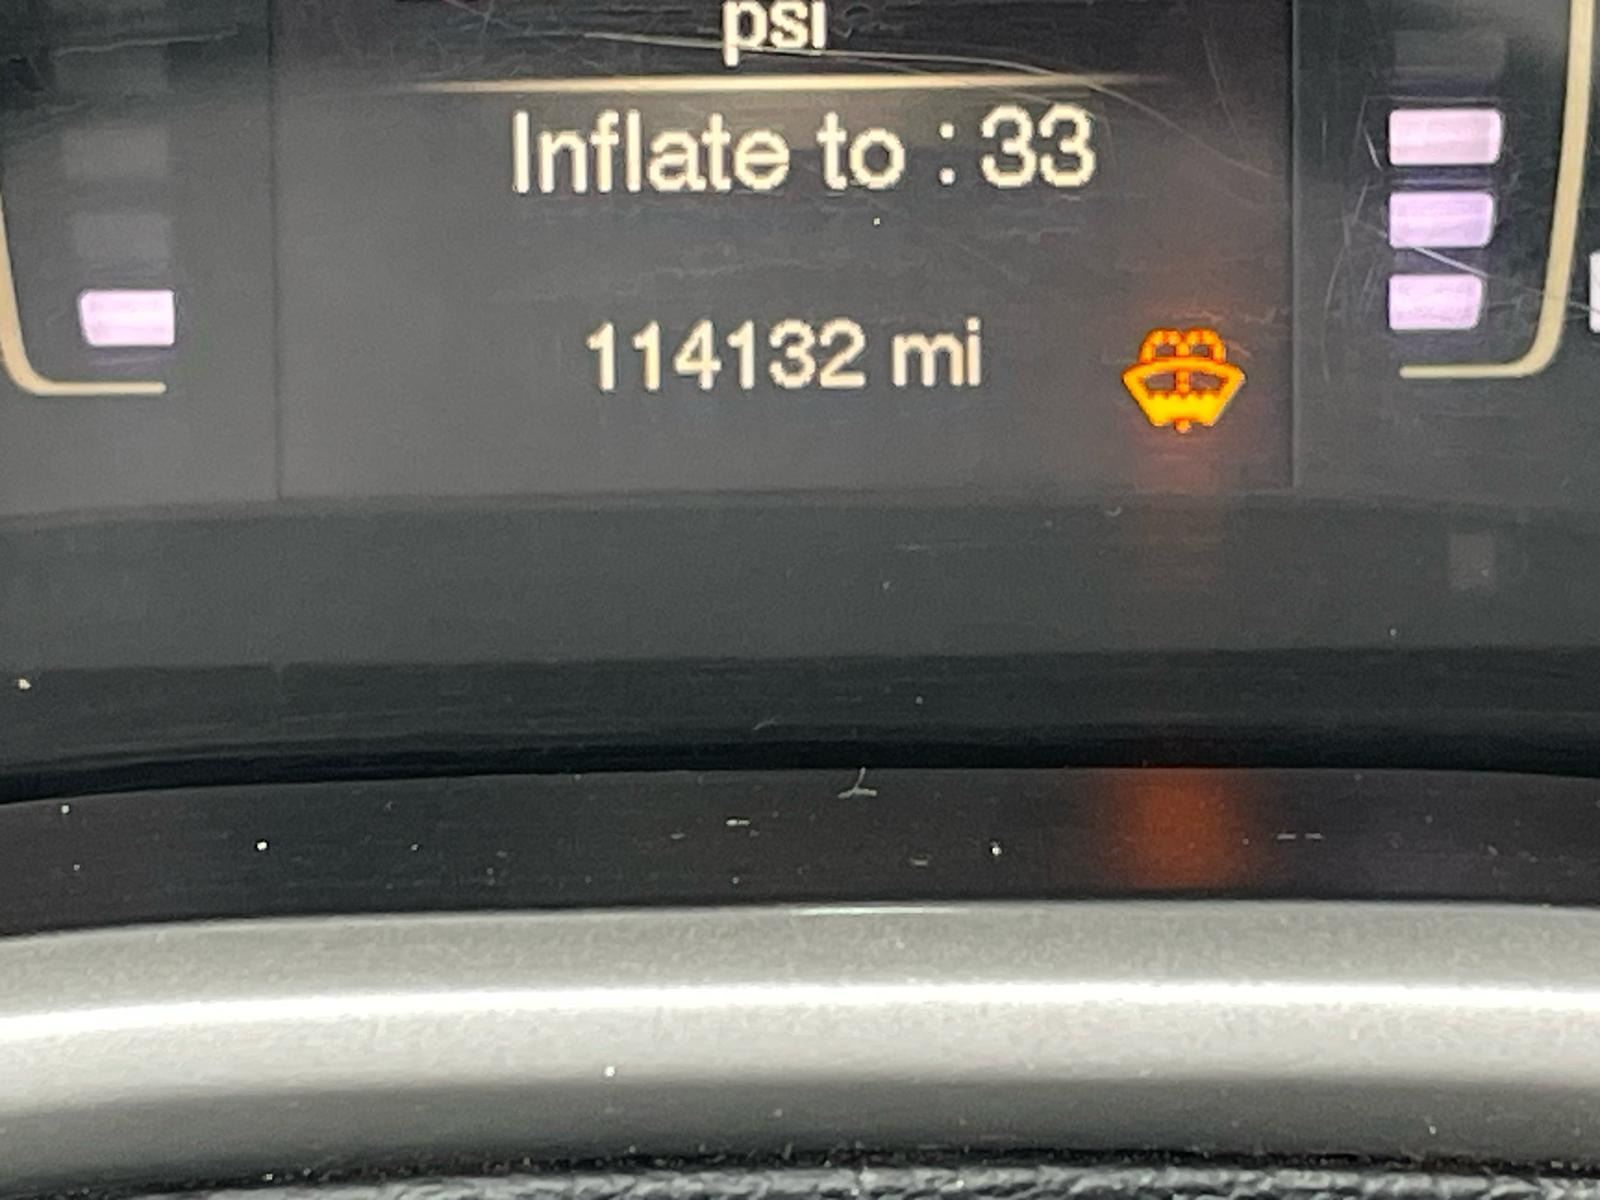 psi
Inflate to : 33
114132 mi